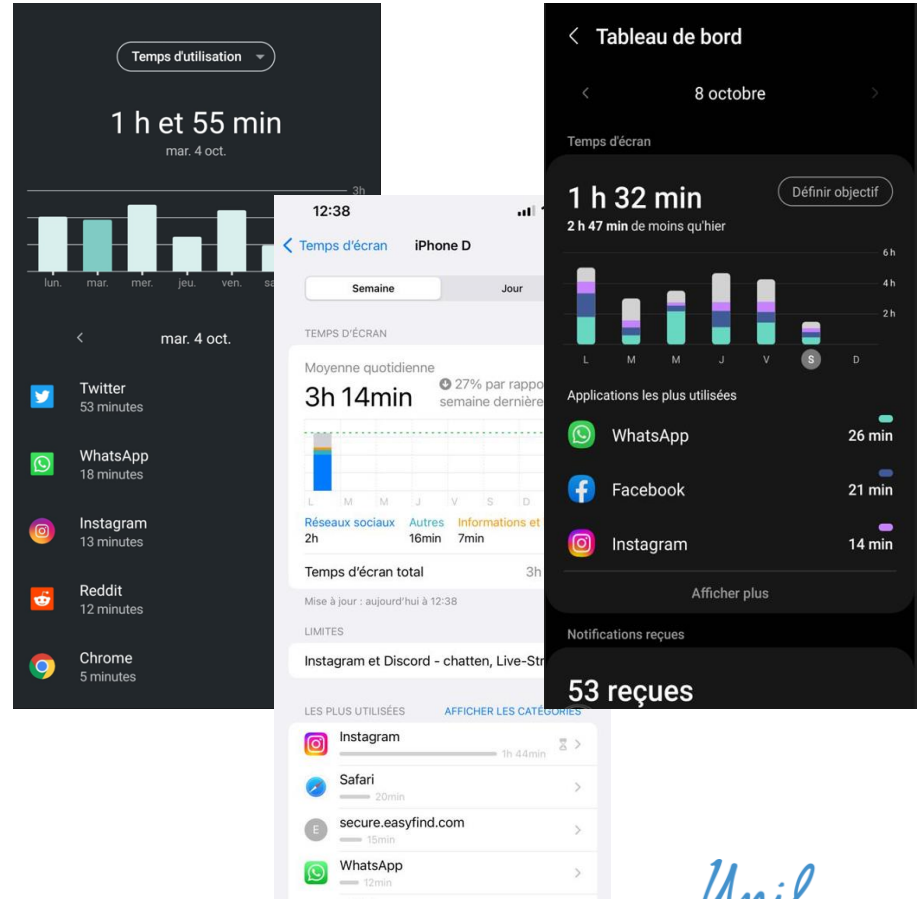 Temps d'utilisation
1 h et 55 min
mar. 4 oct.
3h
lun. mar. mer. jeu. ven.
mar. 4 oct.
Twitter
53 minutes
WhatsApp
18 minutes
Instagram
13 minutes
Reddit
12 minutes
Chrome
5 minutes
12:38
Temps d'écran iPhone D
Semaine Jour
TEMPS D'ÉCRAN
Moyenne quotidienne
3h 14min
27% par rappo
semaine dernière
L M M J V S D
Réseaux sociaux Autres Informations et
2h 16min 7min
Temps d'écran total 3h
Mise à jour : aujourd'hui à 12:38
LIMITES
Instagram et Discord - chatten, Live-Str
LES PLUS UTILISÉES AFFICHER LES CATÉGORIES
Instagram
1h 44min
Safari
20min
E
secure.easyfind.com
15min
WhatsApp
12min
Tableau de bord
8 octobre
Temps d'écran
1 h 32 min
Définir objectif
2 h 47 min de moins qu'hier
6 h
4 h
2 h
L M M J V S D
Applications les plus utilisées
WhatsApp 26 min
Facebook 21 min
Instagram 14 min
Afficher plus
Notifications reçues
53 reçues
Unil